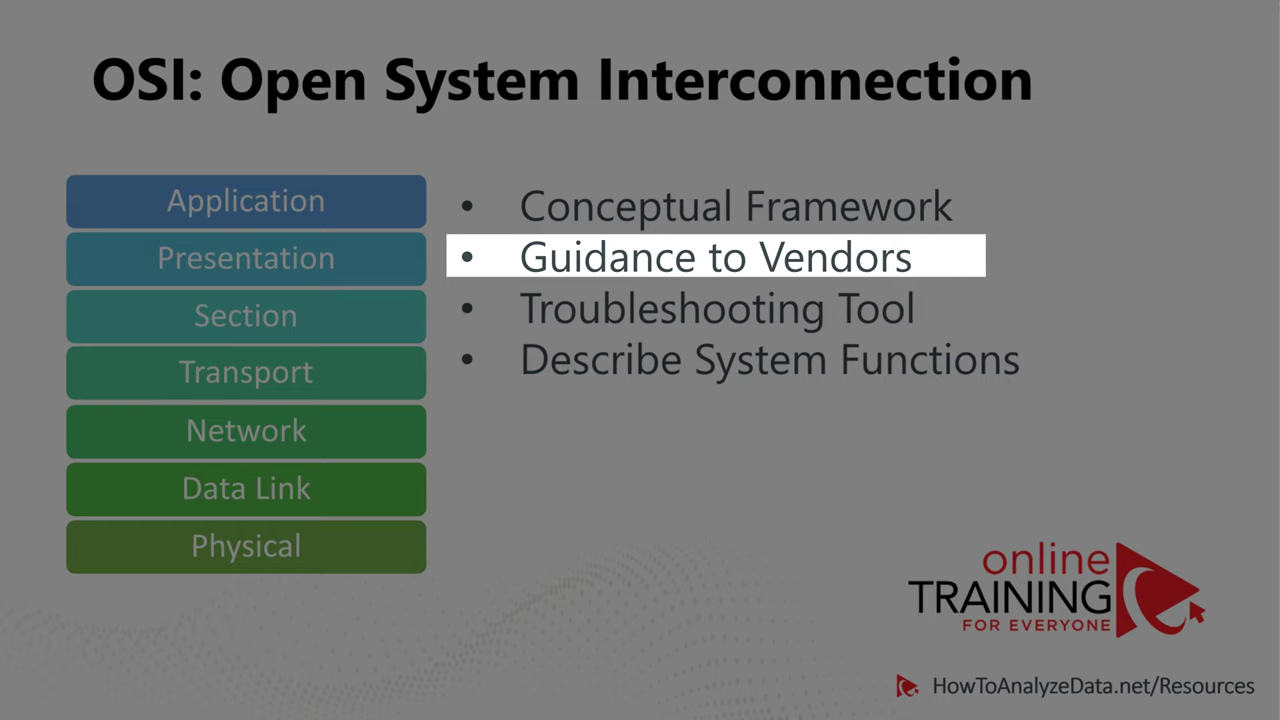 OSI: Open System Interconnection
Application
Presentation
Section
Transport
Network
Data Link
Physical
• Conceptual Framework
• Guidance to Vendors
• Troubleshooting Tool
• Describe System Functions
online
TRAINING
FOR EVERYONE
HowToAnalyzeData.net/Resources